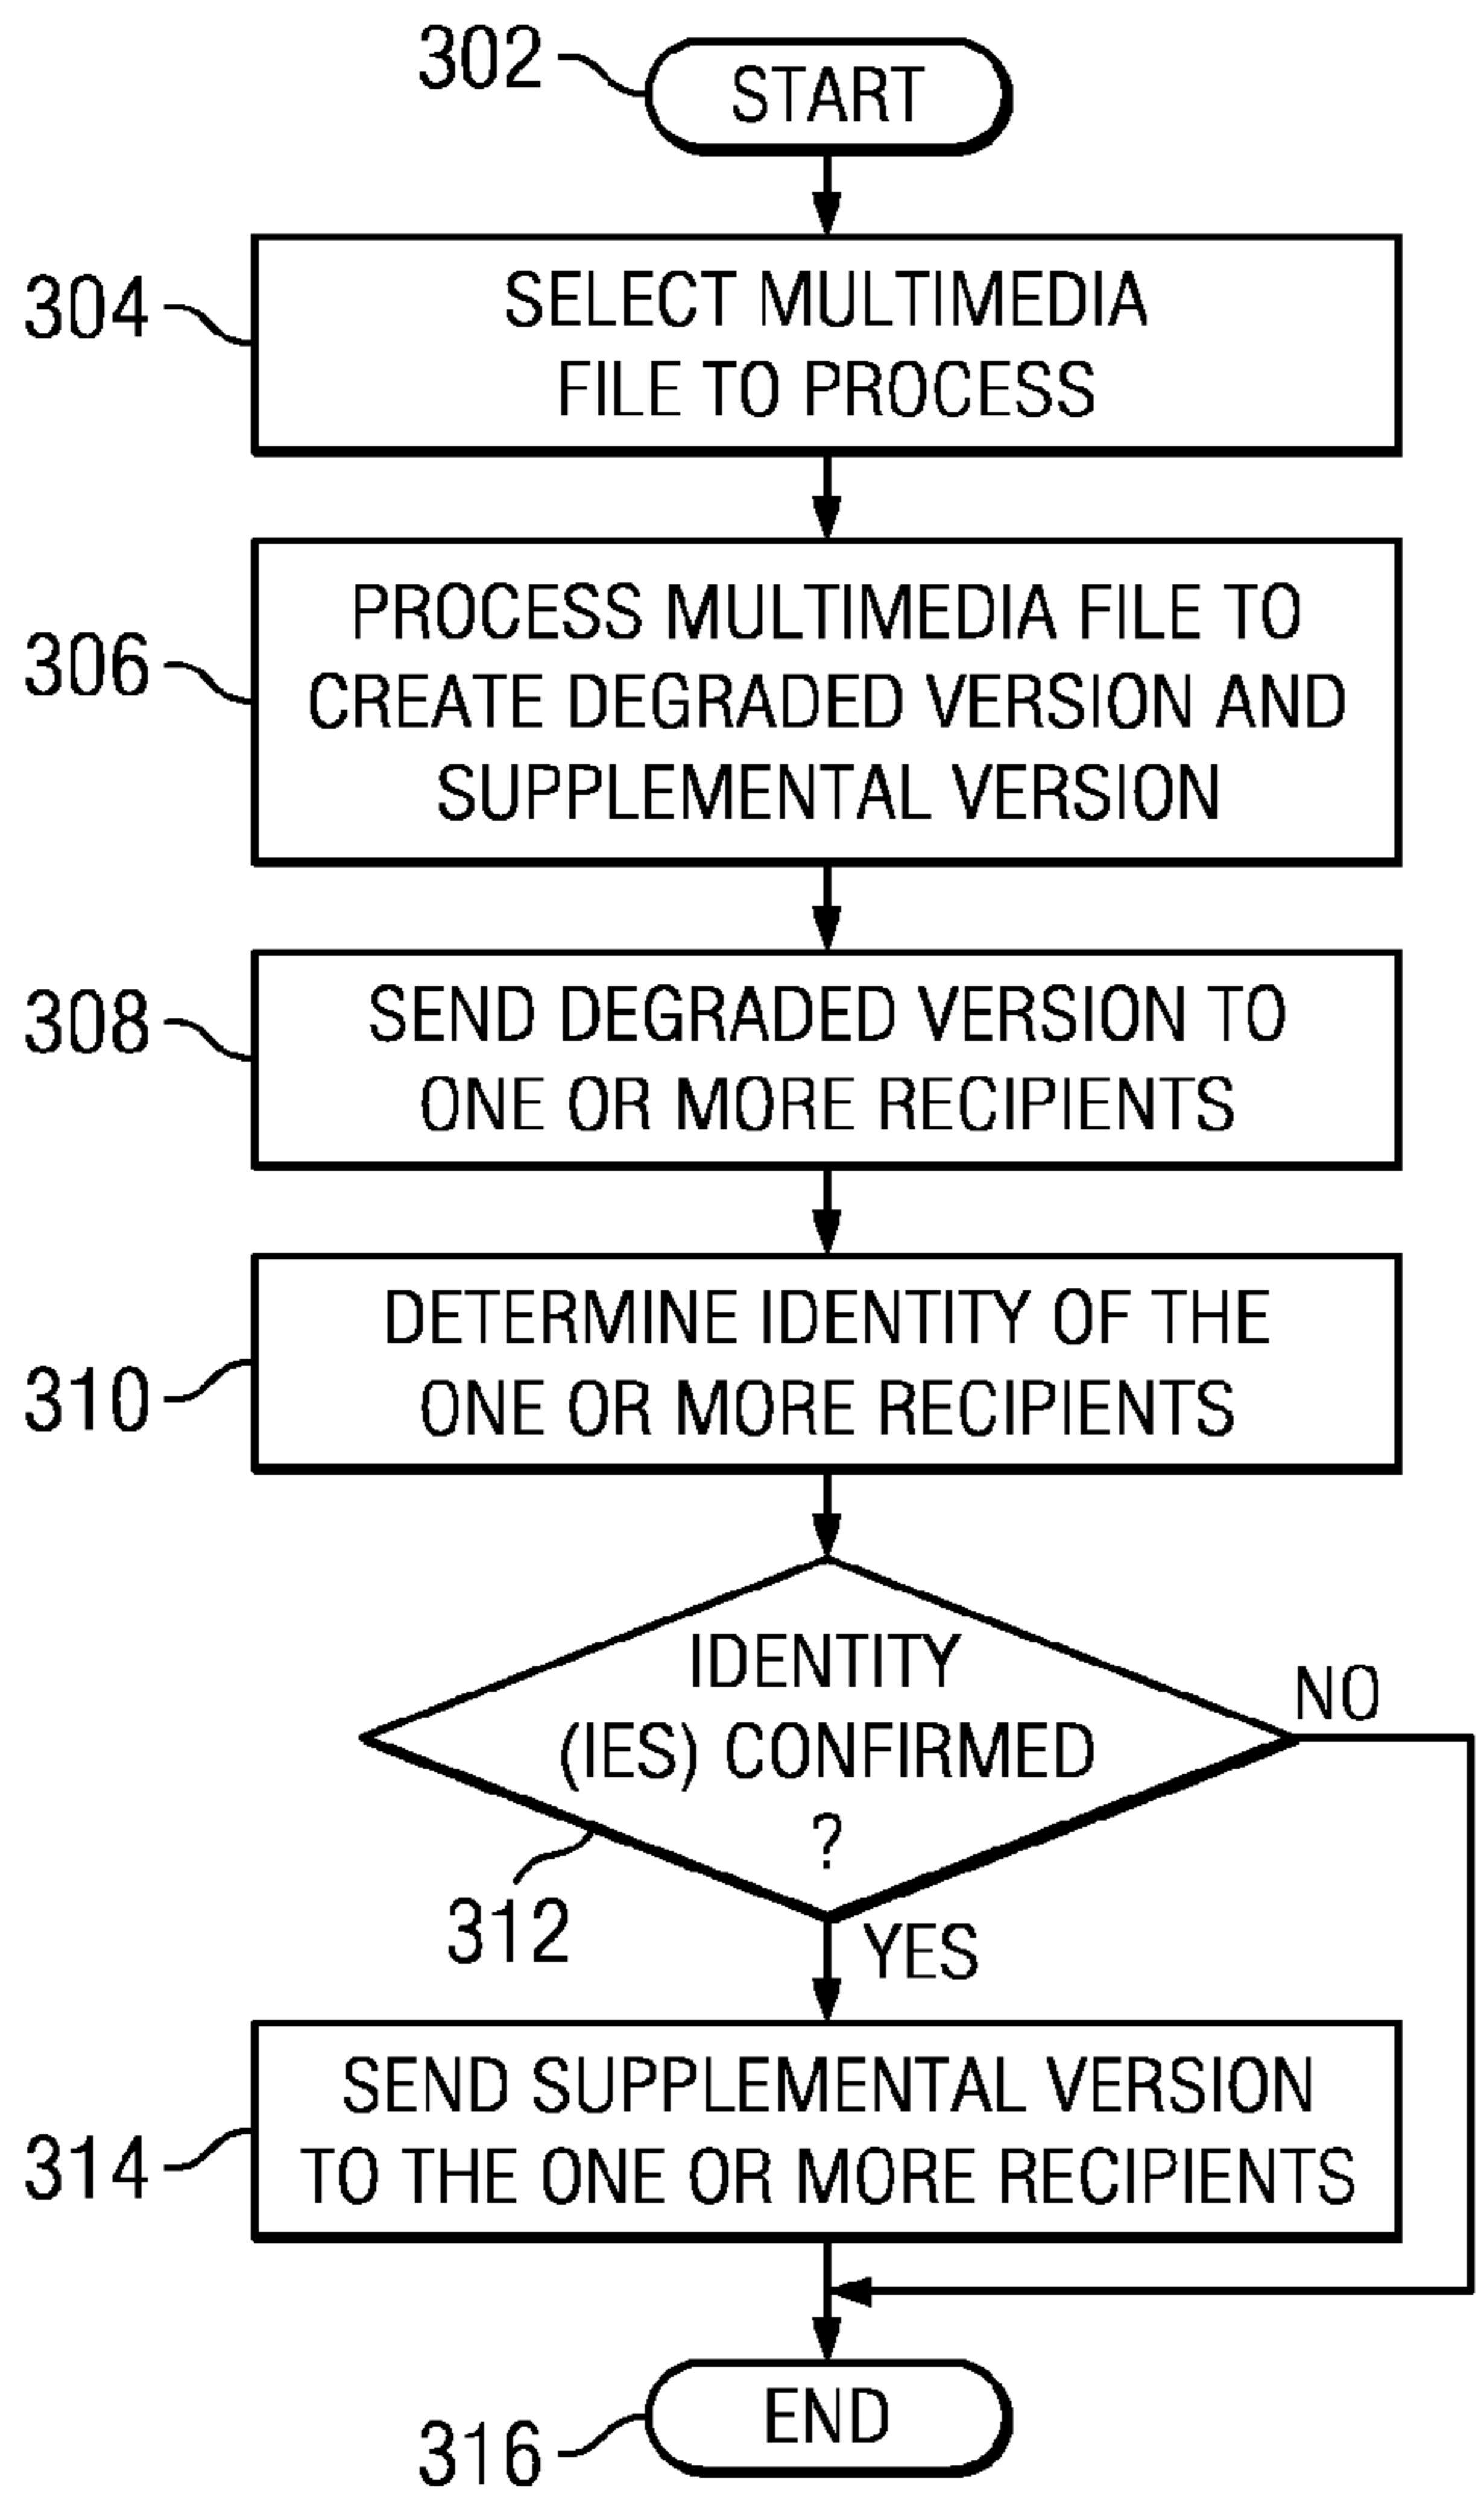 302
START
304
SELECT MULTIMEDIA
FILE TO PROCESS
306
PROCESS MULTIMEDIA FILE TO
CREATE DEGRADED VERSION AND
SUPPLEMENTAL VERSION
308
SEND DEGRADED VERSION TO
ONE OR MORE RECIPIENTS
310
DETERMINE IDENTITY OF THE
ONE OR MORE RECIPIENTS
IDENTITY
(IES) CONFIRMED
?
NO
312
YES
314
SEND SUPPLEMENTAL VERSION
TO THE ONE OR MORE RECIPIENTS
316
END